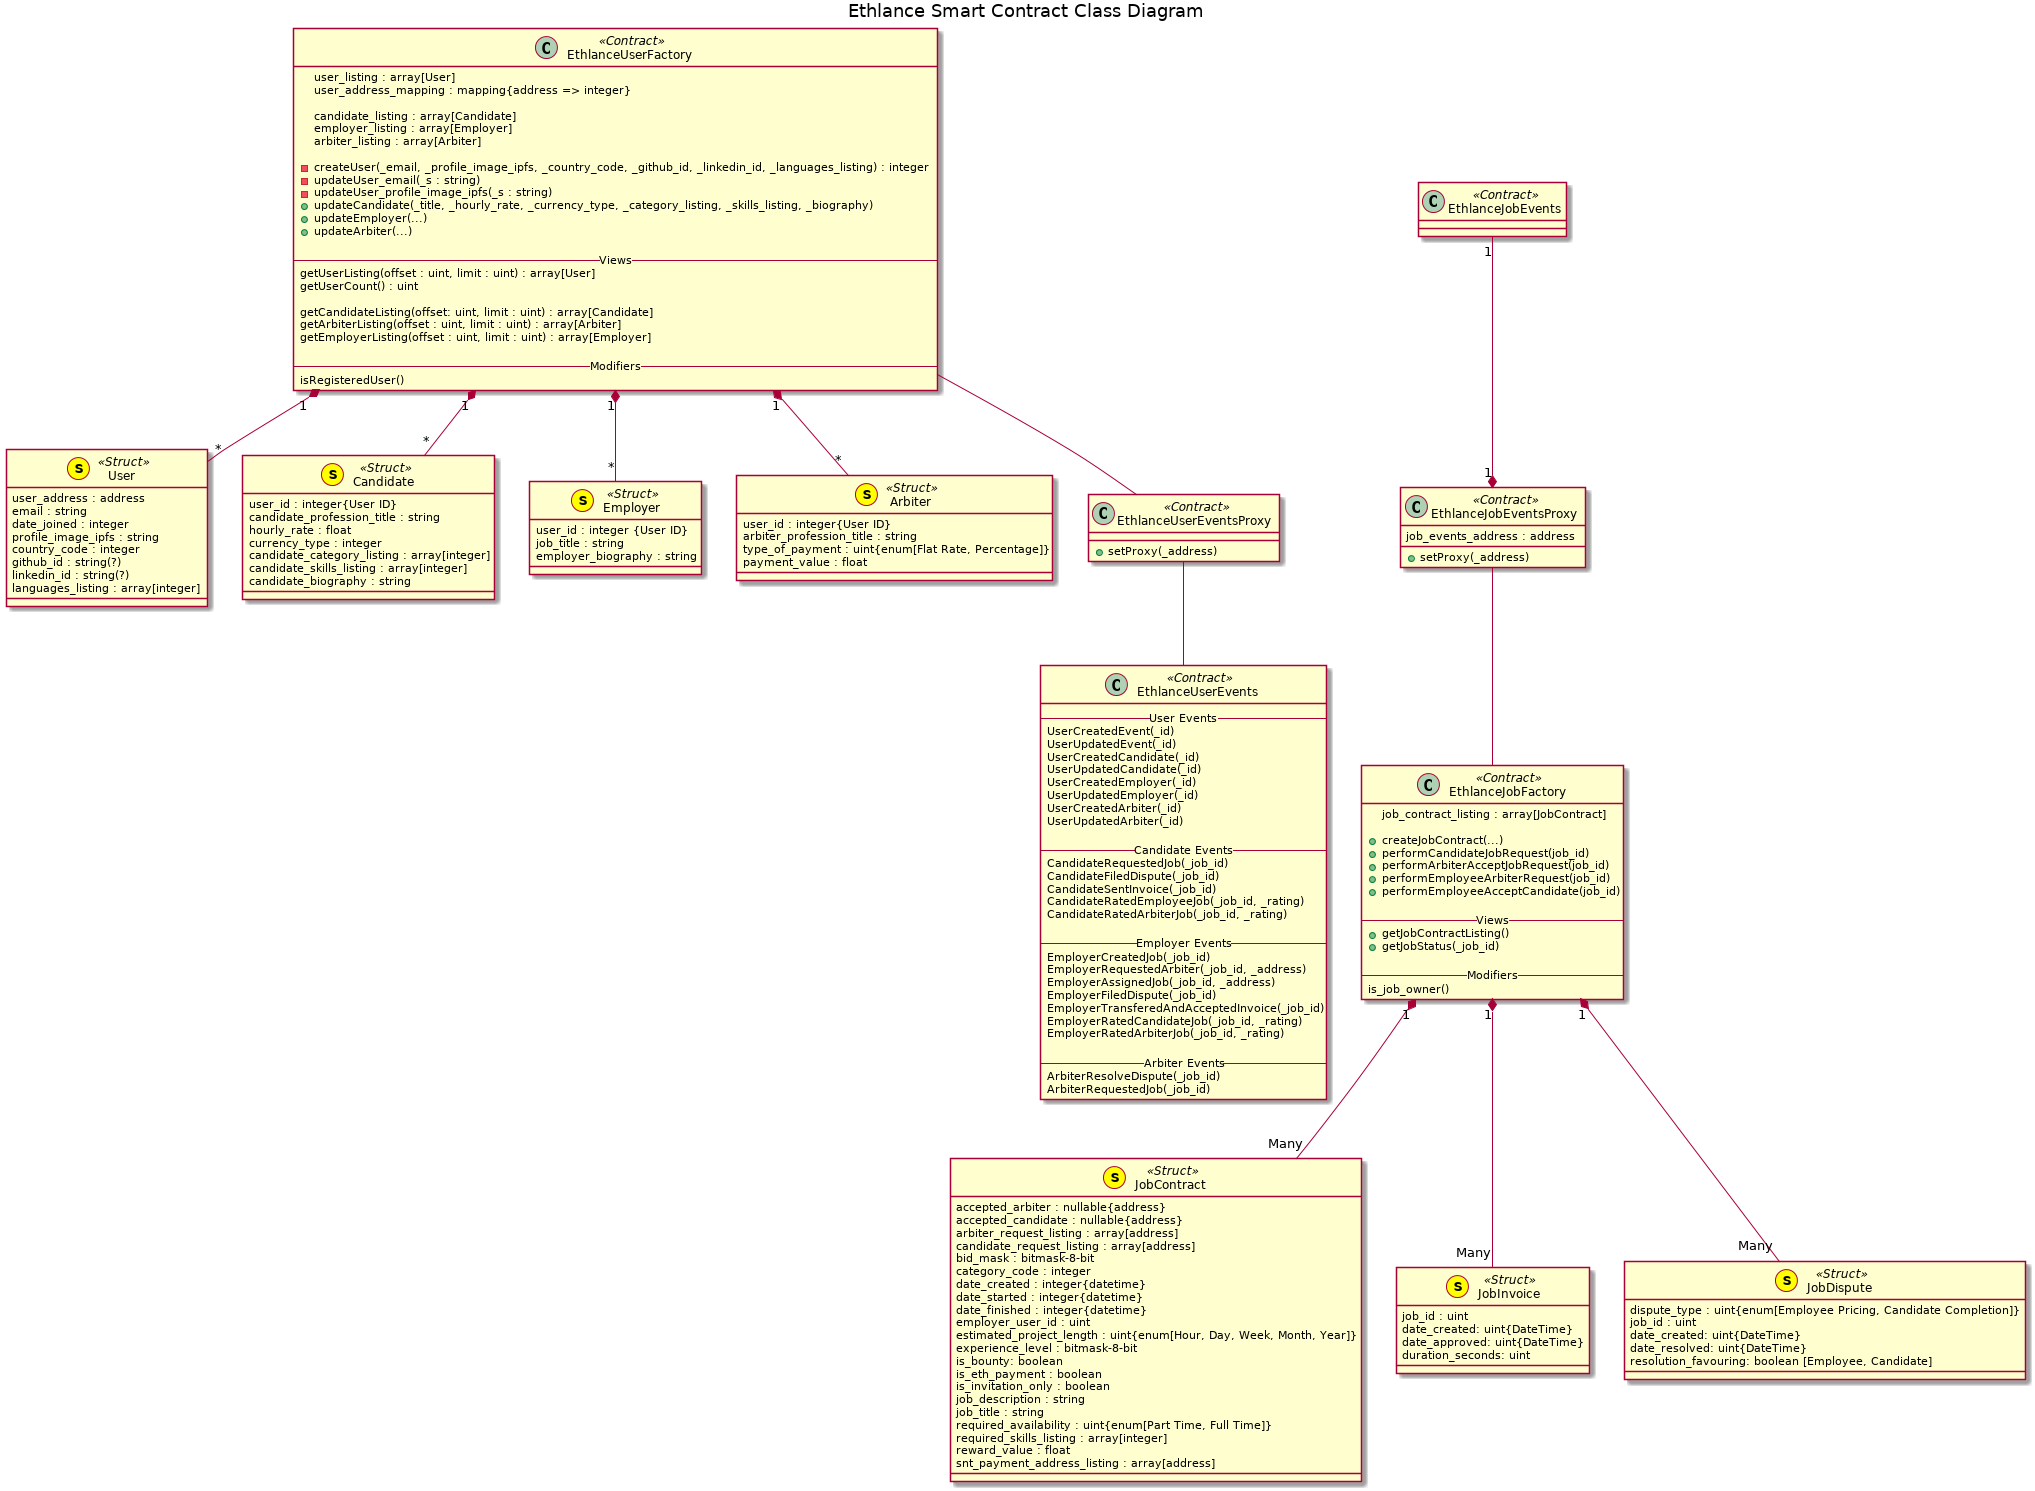 Ethlance Smart Contract Class Diagram
C
«Contract»
EthlanceUserFactory
user_listing : array[User]
user_address_mapping : mapping{address => integer}
candidate_listing : array[Candidate]
employer_listing : array[Employer]
arbiter_listing : array[Arbiter]
createUser(_email, _profile_image_ipfs, _country_code, _github_id, _linkedin_id, _languages_listing) : integer
updateUser_email(_s : string)
updateUser_profile_image_ipfs(_s : string)
updateCandidate(_title, _hourly_rate, _currency_type, _category_listing, _skills_listing, _biography)
updateEmployer(...)
updateArbiter(...)
Views
getUserListing(offset : uint, limit : uint) : array[User]
getUserCount() : uint
getCandidateListing(offset: uint, limit : uint) : array[Candidate]
getArbiterListing(offset : uint, limit : uint) : array[Arbiter]
getEmployerListing(offset : uint, limit : uint) : array[Employer]
Modifiers
isRegisteredUser()
1
1
1
1
*
*
*
*
S
«Struct»
User
user_address : address
email : string
date_joined : integer
profile_image_ipfs : string
country_code : integer
github_id : string(?)
linkedin_id : string(?)
languages_listing : array[integer]
S
«Struct»
Candidate
user_id : integer{User ID}
candidate_profession_title : string
hourly_rate : float
currency_type : integer
candidate_category_listing : array[integer]
candidate_skills_listing : array[integer]
candidate_biography : string
S
«Struct»
Employer
user_id : integer {User ID}
job_title : string
employer_biography : string
S
«Struct»
Arbiter
user_id : integer{User ID}
arbiter_profession_title : string
type_of_payment : uint{enum[Flat Rate, Percentage]}
payment_value : float
C
«Contract»
EthlanceUserEventsProxy
setProxy(_address)
C
«Contract»
EthlanceUserEvents
User Events
UserCreatedEvent(_id)
UserUpdatedEvent(_id)
UserCreatedCandidate(_id)
UserUpdatedCandidate(_id)
UserCreatedEmployer(_id)
UserUpdatedEmployer(_id)
UserCreatedArbiter(_id)
UserUpdatedArbiter(_id)
Candidate Events
CandidateRequestedJob(_job_id)
CandidateFiledDispute(_job_id)
CandidateSentInvoice(_job_id)
CandidateRatedEmployeeJob(_job_id, _rating)
CandidateRatedArbiterJob(_job_id, _rating)
Employer Events
EmployerCreatedJob(_job_id)
EmployerRequestedArbiter(_job_id, _address)
EmployerAssignedJob(_job_id, _address)
EmployerFiledDispute(_job_id)
EmployerTransferedAndAcceptedInvoice(_job_id)
EmployerRatedCandidateJob(_job_id, _rating)
EmployerRatedArbiterJob(_job_id, _rating)
Arbiter Events
ArbiterResolveDispute(_job_id)
ArbiterRequestedJob(_job_id)
C
«Contract»
EthlanceJobEvents
1
1
C
«Contract»
EthlanceJobEventsProxy
job_events_address : address
setProxy(_address)
C
«Contract»
EthlanceJobFactory
job_contract_listing : array[JobContract]
createJobContract(...)
performCandidateJobRequest(job_id)
performArbiterAcceptJobRequest(job_id)
performEmployeeArbiterRequest(job_id)
performEmployeeAcceptCandidate(job_id)
Views
getJobContractListing()
getJobStatus(_job_id)
Modifiers
is_job_owner()
1
1
1
Many
Many
Many
S
«Struct»
JobContract
accepted_arbiter : nullable{address}
accepted_candidate : nullable{address}
arbiter_request_listing : array[address]
candidate_request_listing : array[address]
bid_mask : bitmask-8-bit
category_code : integer
date_created : integer{datetime}
date_started : integer{datetime}
date_finished : integer{datetime}
employer_user_id : uint
estimated_project_length : uint{enum[Hour, Day, Week, Month, Year]}
experience_level : bitmask-8-bit
is_bounty: boolean
is_eth_payment : boolean
is_invitation_only : boolean
job_description : string
job_title : string
required_availability : uint{enum[Part Time, Full Time]}
required_skills_listing : array[integer]
reward_value : float
snt_payment_address_listing : array[address]
S
«Struct»
JobInvoice
job_id : uint
date_created: uint{DateTime}
date_approved: uint{DateTime}
duration_seconds: uint
S
«Struct»
JobDispute
dispute_type : uint{enum[Employee Pricing, Candidate Completion]}
job_id : uint
date_created: uint{DateTime}
date_resolved: uint{DateTime}
resolution_favouring: boolean [Employee, Candidate]